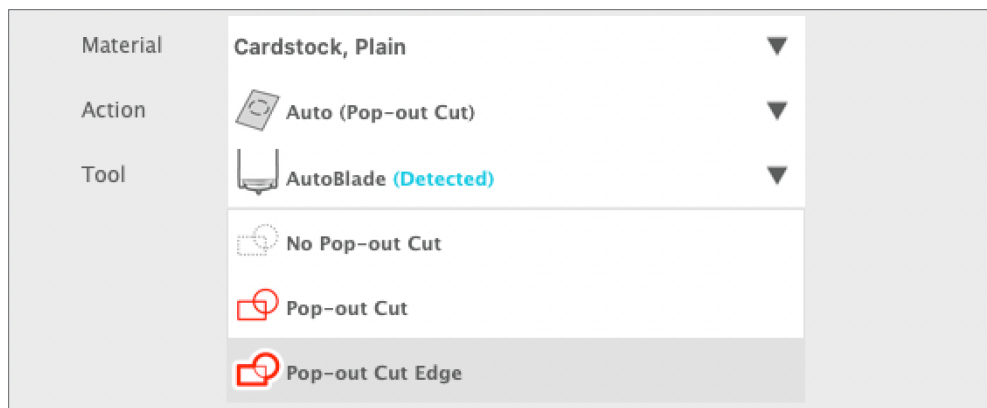 Material Cardstock, Plain
Action Auto (Pop-out Cut)
Tool AutoBlade (Detected)
No Pop-out Cut
Pop-out Cut
Pop-out Cut Edge